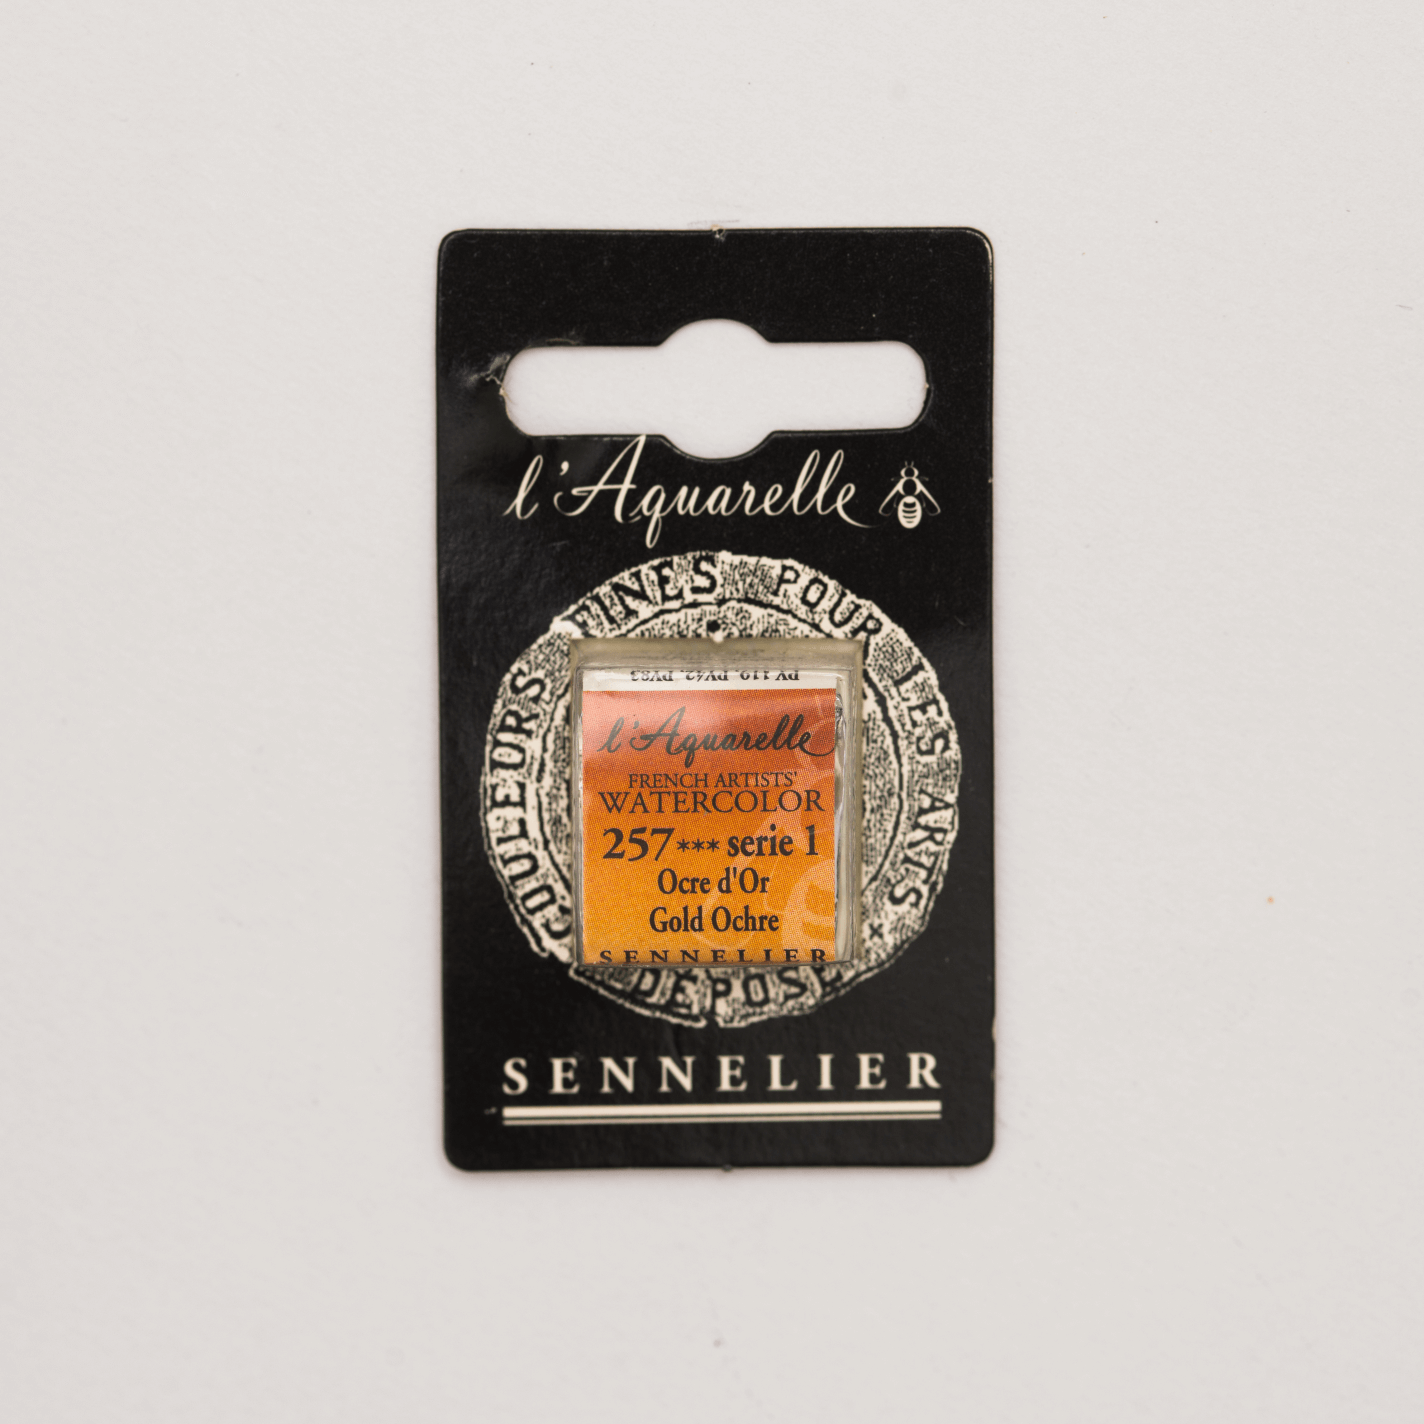 l'Aquarelle
COULEURS FINES POUR LES ARTS
DÉPOSÉ
PY 110, PY42, PY83
l'Aquarelle
FRENCH ARTISTS'
WATERCOLOR
257*** serie 1
Ocre d'Or
Gold Ochre
SENNELIER
SENNELIER